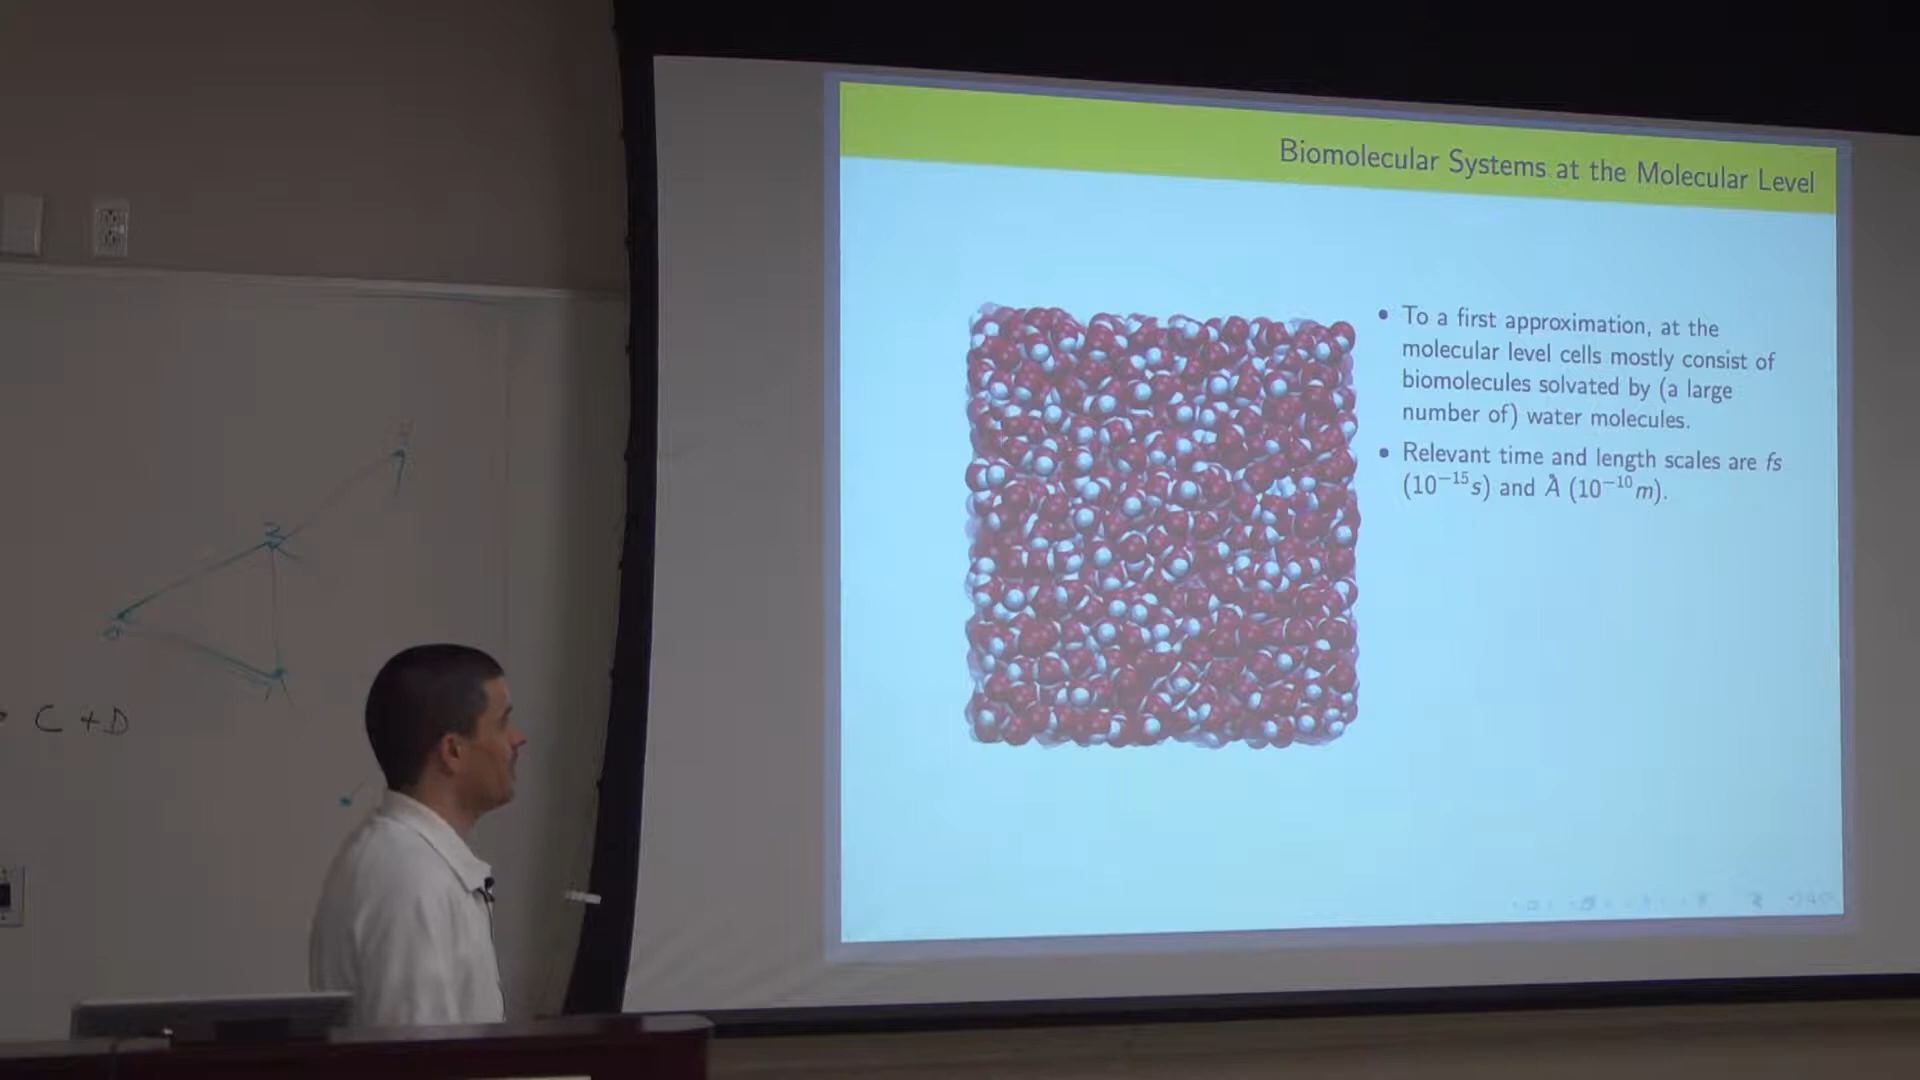 Biomolecular Systems at the Molecular Level
• To a first approximation, at the
molecular level cells mostly consist of
biomolecules solvated by (a large
number of) water molecules.
• Relevant time and length scales are fs
(10⁻¹⁵s) and Å (10⁻¹⁰m).
C + D